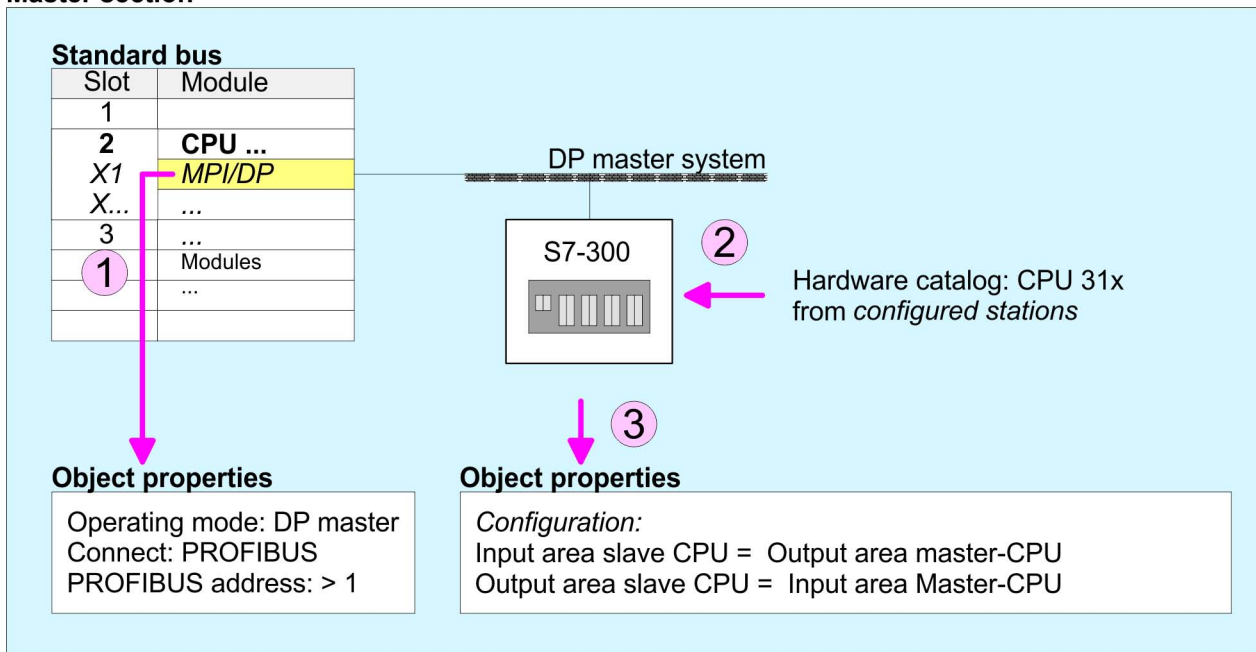 Master section
Standard bus
Slot Module
1
2 CPU ...
X1 MPI/DP
X... ...
3 ...
Modules
...
1
DP master system
S7-300
2
Hardware catalog: CPU 31x
from configured stations
3
Object properties
Operating mode: DP master
Connect: PROFIBUS
PROFIBUS address: > 1
Object properties
Configuration:
Input area slave CPU = Output area master-CPU
Output area slave CPU = Input area Master-CPU